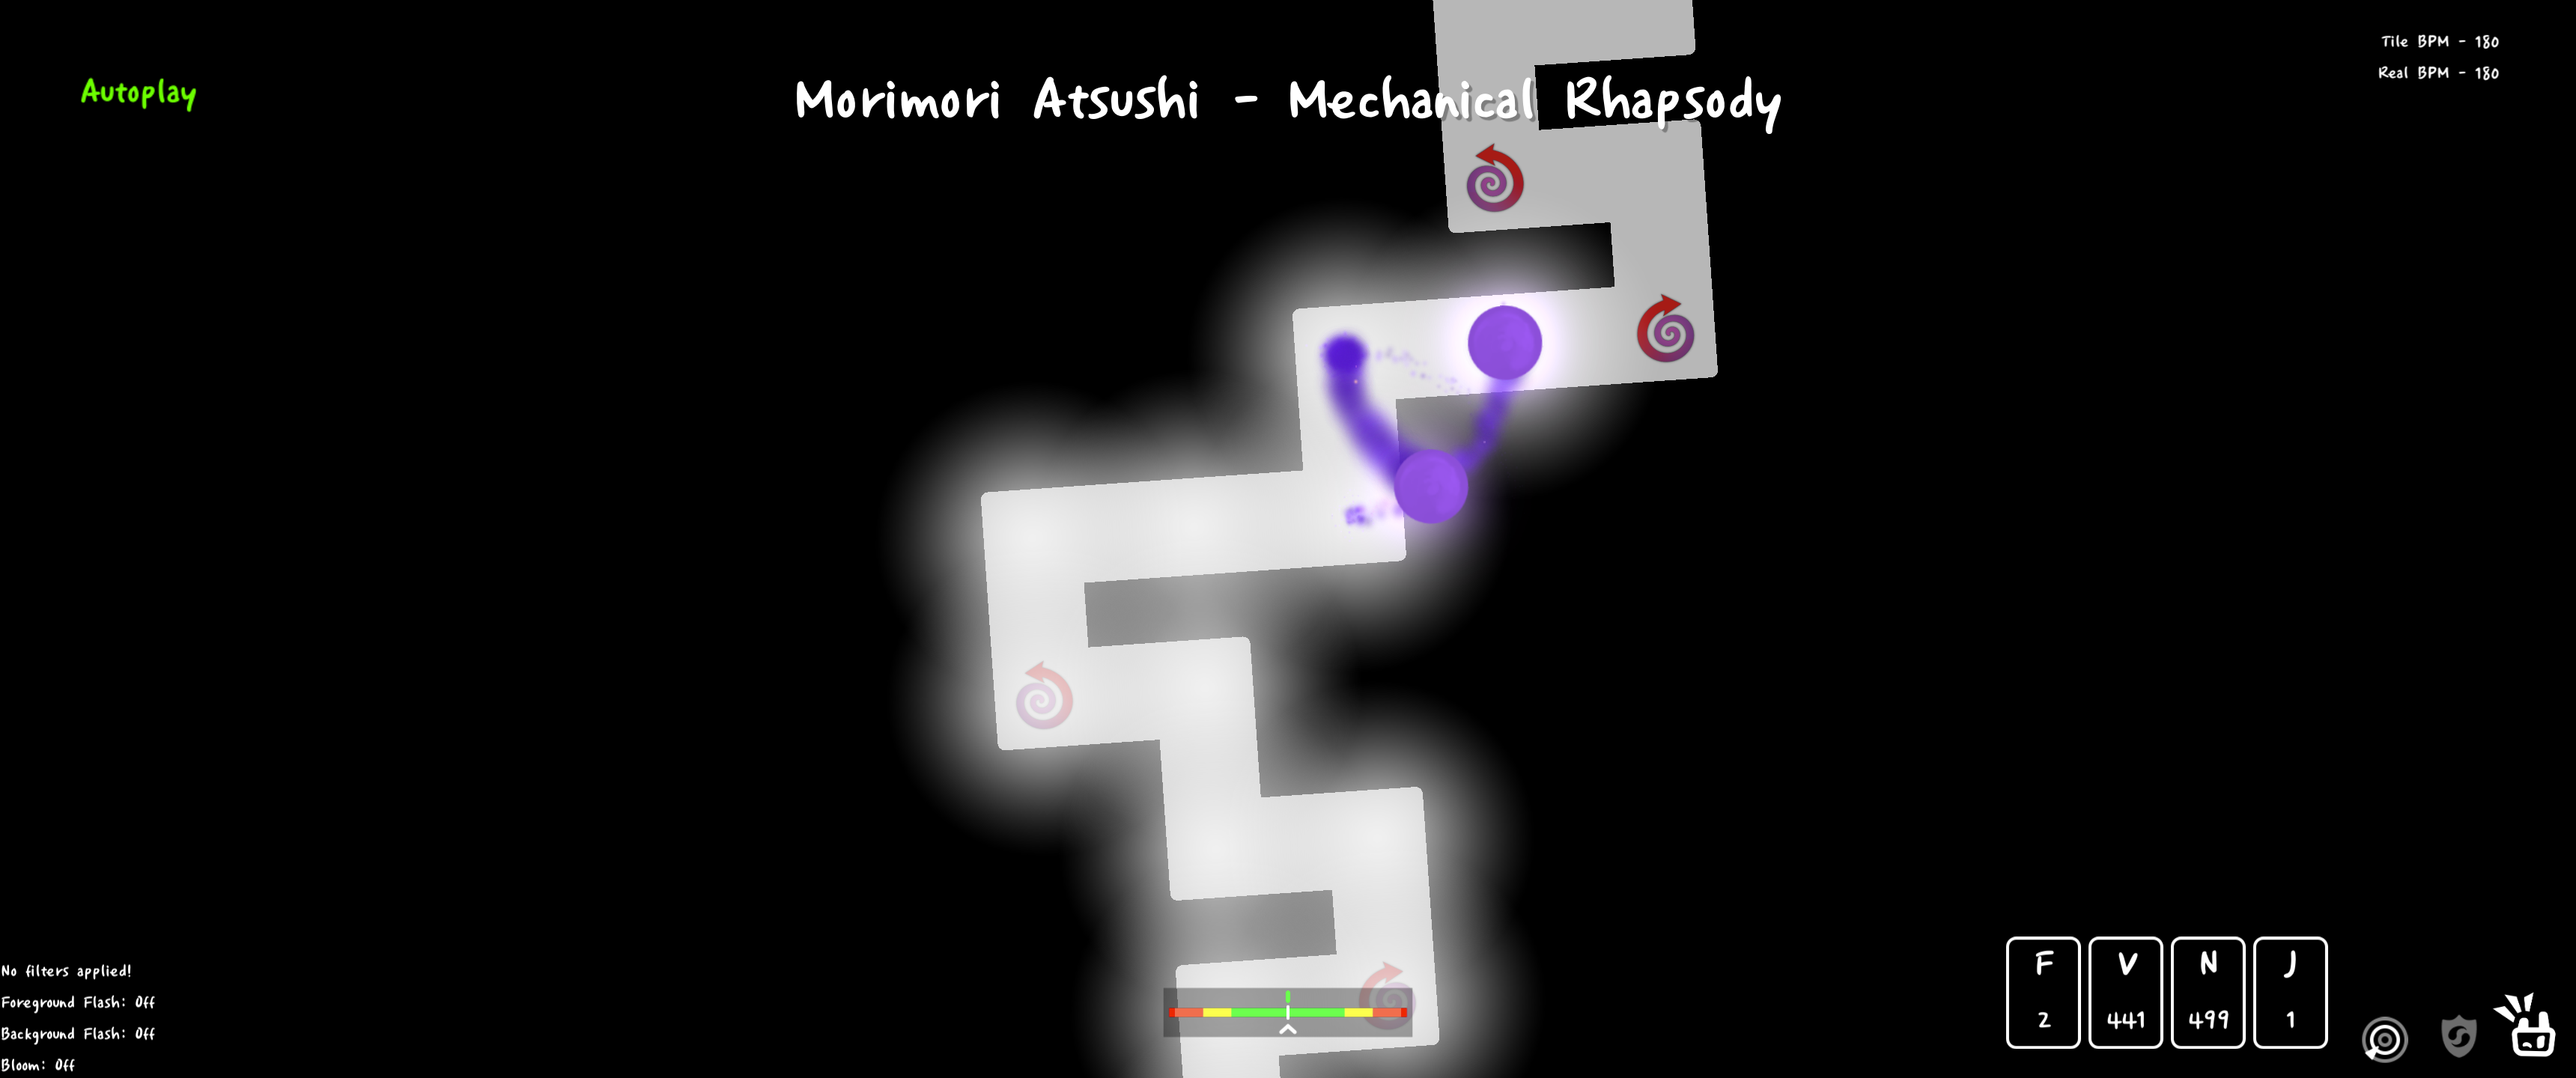 Autoplay
Morimori Atsushi - Mechanical Rhapsody
Tile BPM - 180
Real BPM - 180
No filters applied!
Foreground Flash: Off
Background Flash: Off
Bloom: Off
F V N J
2 441 499 1